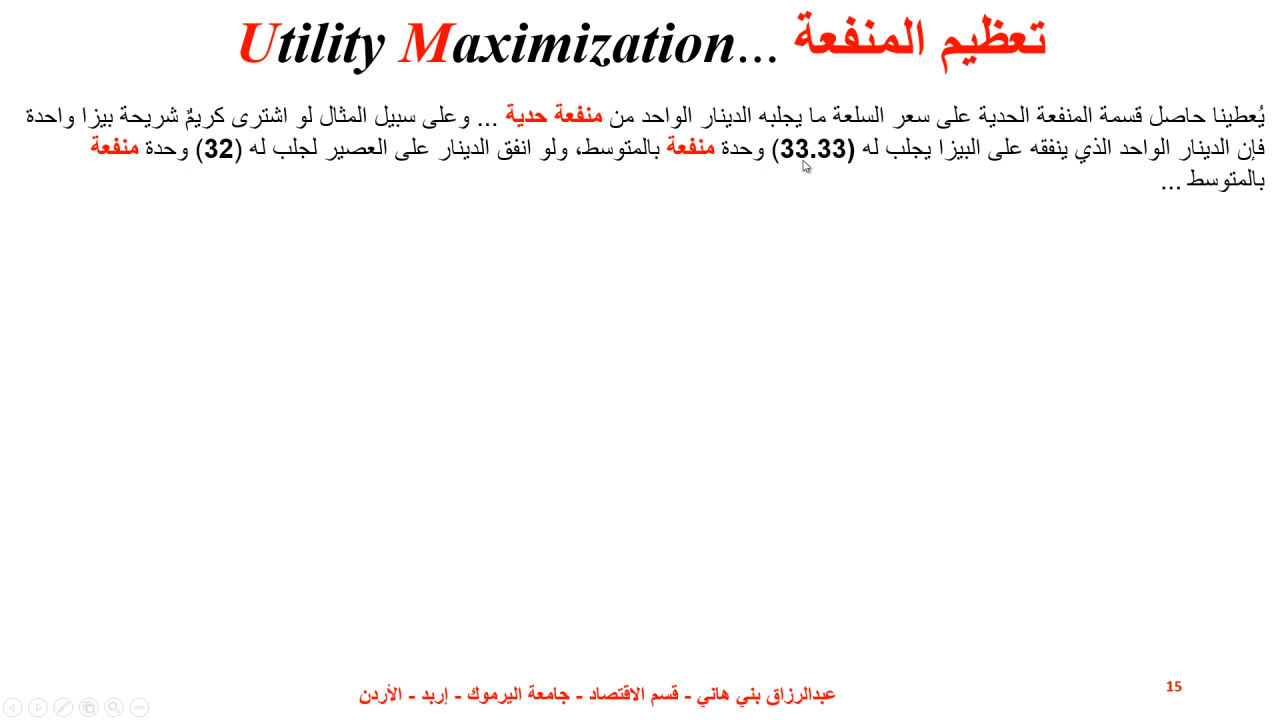 تعظيم المنفعة ...Utility Maximization
يُعطينا حاصل قسمة المنفعة الحدية على سعر السلعة ما يجلبه الدينار الواحد من منفعة حدية ... وعلى سبيل المثال لو اشترى كريمٌ شريحة بيزا واحدة
فإن الدينار الواحد الذي ينفقه على البيزا يجلب له (33.33) وحدة منفعة بالمتوسط، ولو انفق الدينار على العصير لجلب له (32) وحدة منفعة
بالمتوسط ...
عبدالرزاق بني هاني - قسم الاقتصاد - جامعة اليرموك - إربد - الأردن
15